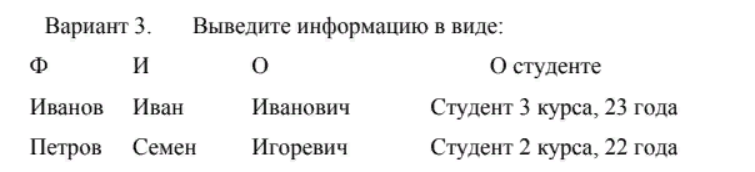 Вариант 3. Выведите информацию в виде:
Ф И О О студенте
Иванов Иван Иванович Студент 3 курса, 23 года
Петров Семен Игоревич Студент 2 курса, 22 года